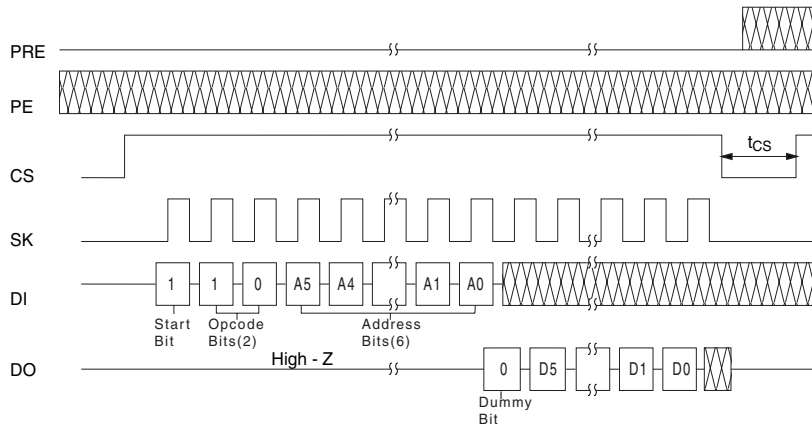 PRE
PE
tCS
CS
SK
DI
1 1 0 A5 A4 A1 A0
Start Bit
Opcode Bits(2)
Address Bits(6)
High - Z
DO
0 D5 D1 D0
Dummy Bit